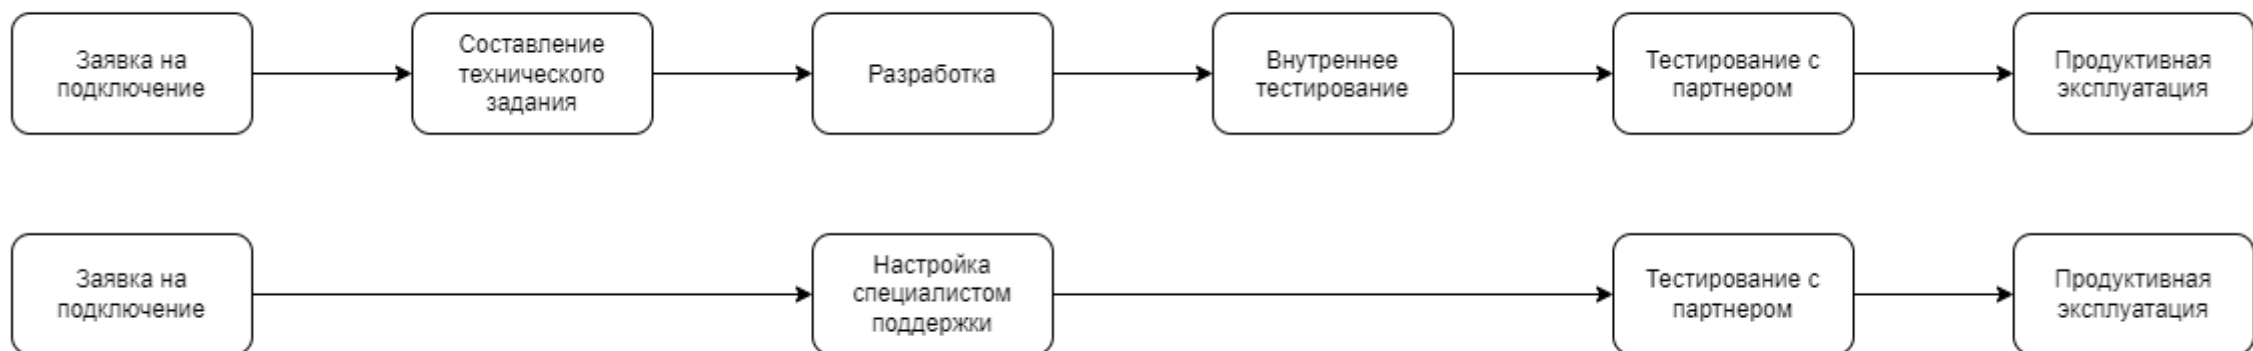 Заявка на
подключение
Составление
технического
задания
Разработка
Внутреннее
тестирование
Тестирование с
партнером
Продуктивная
эксплуатация
Заявка на
подключение
Настройка
специалистом
поддержки
Тестирование с
партнером
Продуктивная
эксплуатация